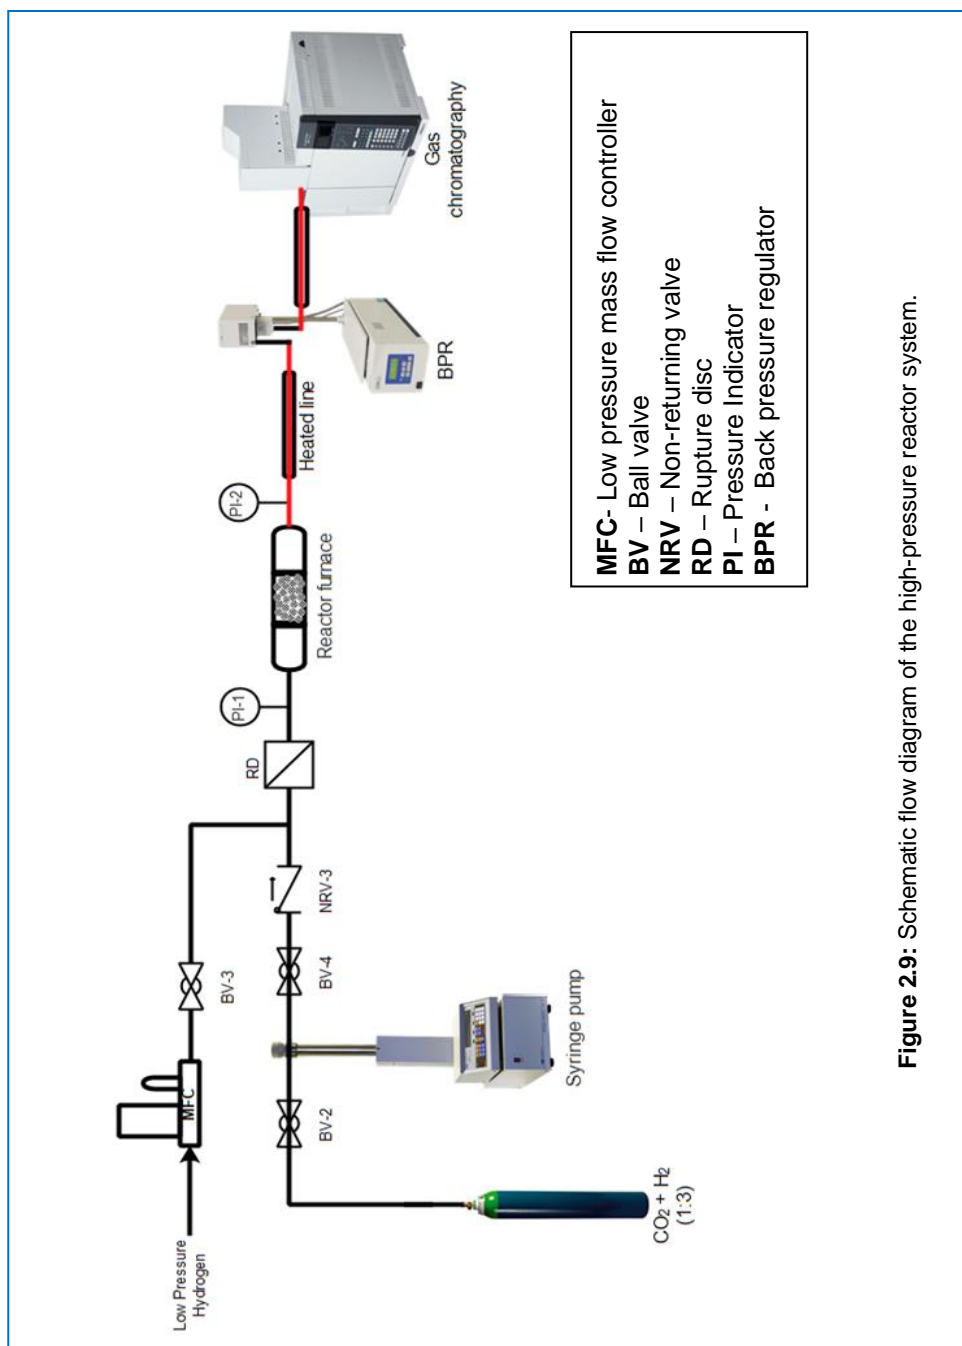 Low Pressure
Hydrogen
MFC
BV-3
CO2 + H2
(1:3)
BV-2
Syringe pump
BV-4
NRV-3
RD
PI-1
Reactor furnace
PI-2
Heated line
BPR
Gas
chromatography
MFC- Low pressure mass flow controller
BV – Ball valve
NRV – Non-returning valve
RD – Rupture disc
PI – Pressure Indicator
BPR - Back pressure regulator
Figure 2.9: Schematic flow diagram of the high-pressure reactor system.